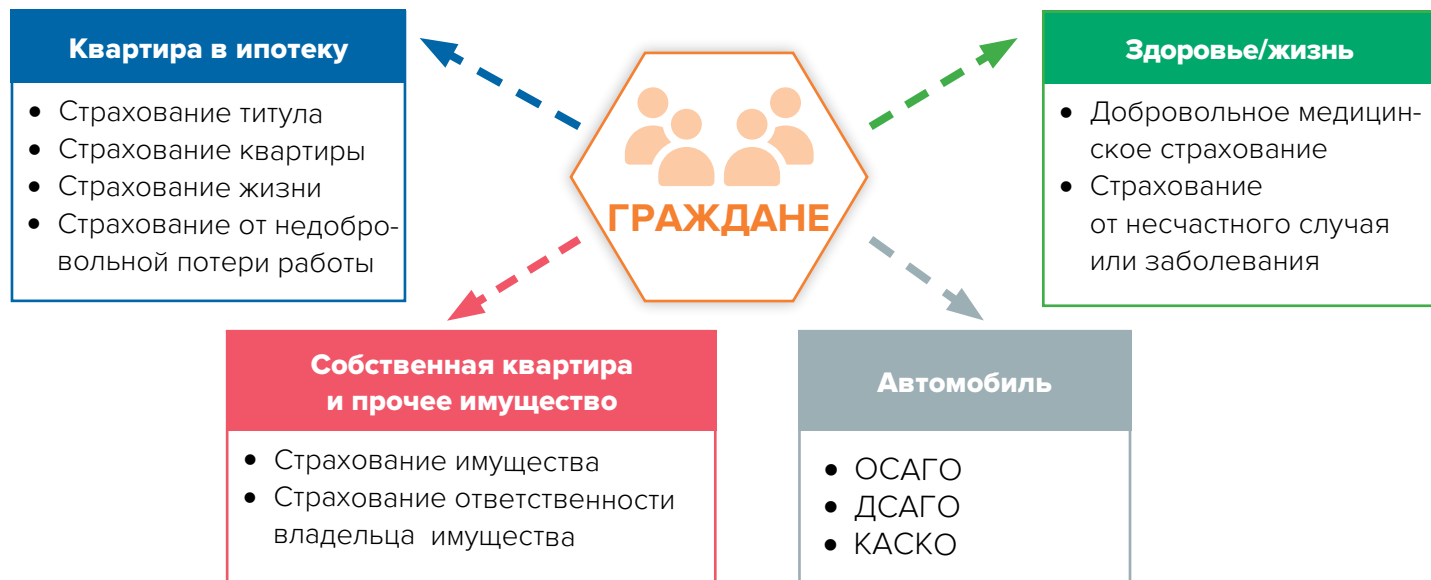 Квартира в ипотеку
• Страхование титула
• Страхование квартиры
• Страхование жизни
• Страхование от недобро-
вольной потери работы
ГРАЖДАНЕ
Здоровье/жизнь
• Добровольное медицин-
ское страхование
• Страхование
от несчастного случая
или заболевания
Собственная квартира
и прочее имущество
• Страхование имущества
• Страхование ответственности
владельца имущества
Автомобиль
• ОСАГО
• ДСАГО
• КАСКО